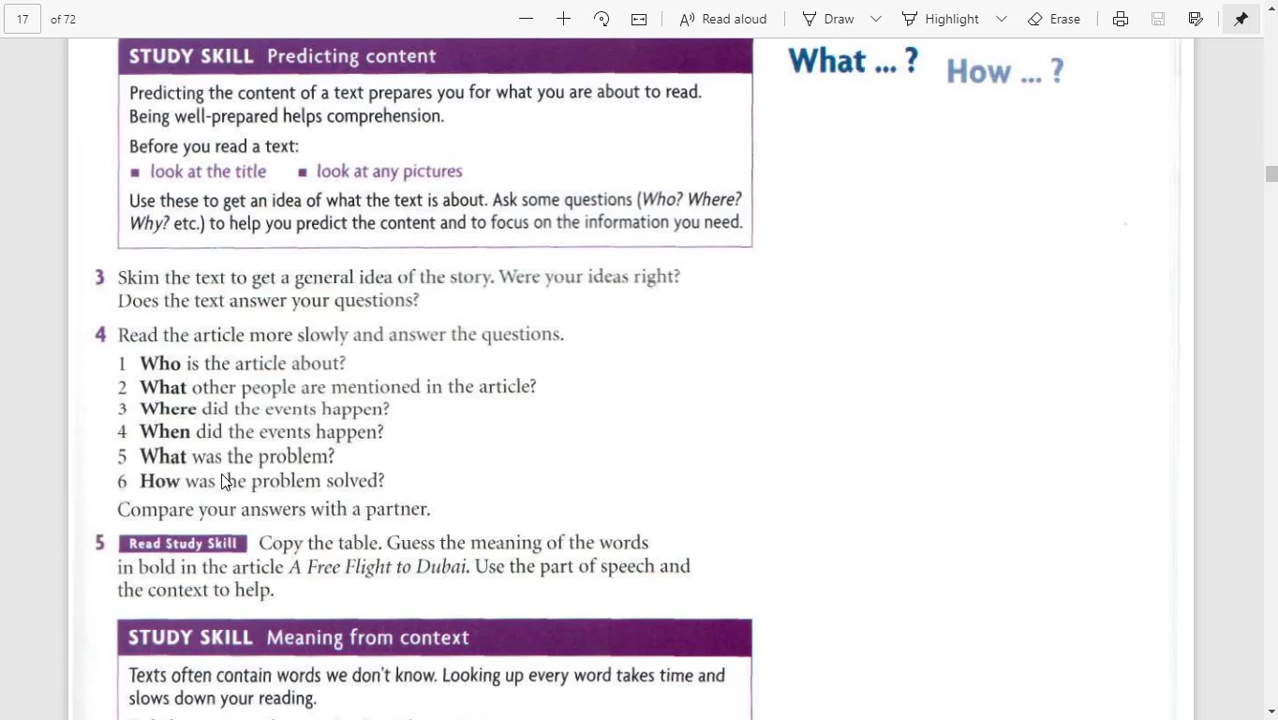 17 of 72 Read aloud Draw Highlight Erase
STUDY SKILL Predicting content
Predicting the content of a text prepares you for what you are about to read.
Being well-prepared helps comprehension.
Before you read a text:
▪ look at the title ▪ look at any pictures
Use these to get an idea of what the text is about. Ask some questions (Who? Where?
Why? etc.) to help you predict the content and to focus on the information you need.
What ... ? How ... ?
3 Skim the text to get a general idea of the story. Were your ideas right?
Does the text answer your questions?
4 Read the article more slowly and answer the questions.
1 Who is the article about?
2 What other people are mentioned in the article?
3 Where did the events happen?
4 When did the events happen?
5 What was the problem?
6 How was the problem solved?
Compare your answers with a partner.
5 Read Study Skill Copy the table. Guess the meaning of the words
in bold in the article A Free Flight to Dubai. Use the part of speech and
the context to help.
STUDY SKILL Meaning from context
Texts often contain words we don't know. Looking up every word takes time and
slows down your reading.